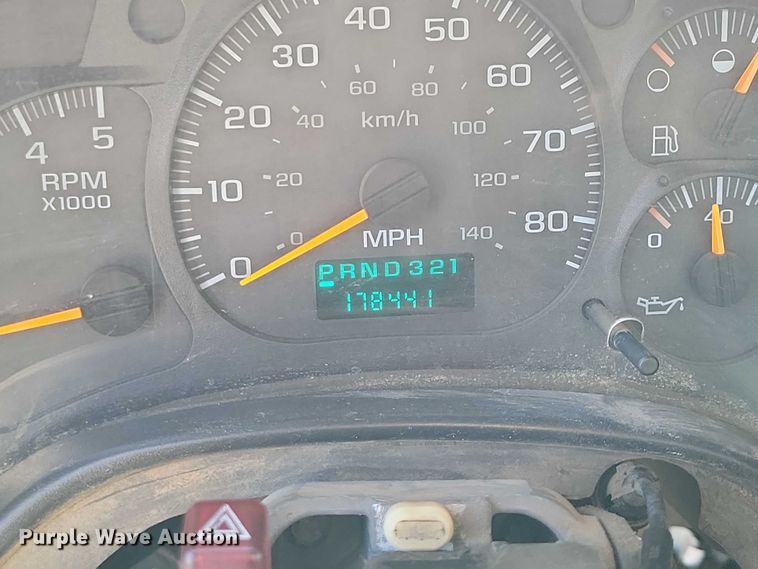 4 5
RPM
X1000
0 10 20 30 40 50 60 70 80
0 20 40 60 80 100 120 140
km/h
MPH
PRND321
178441
0 40
Purple Wave Auction